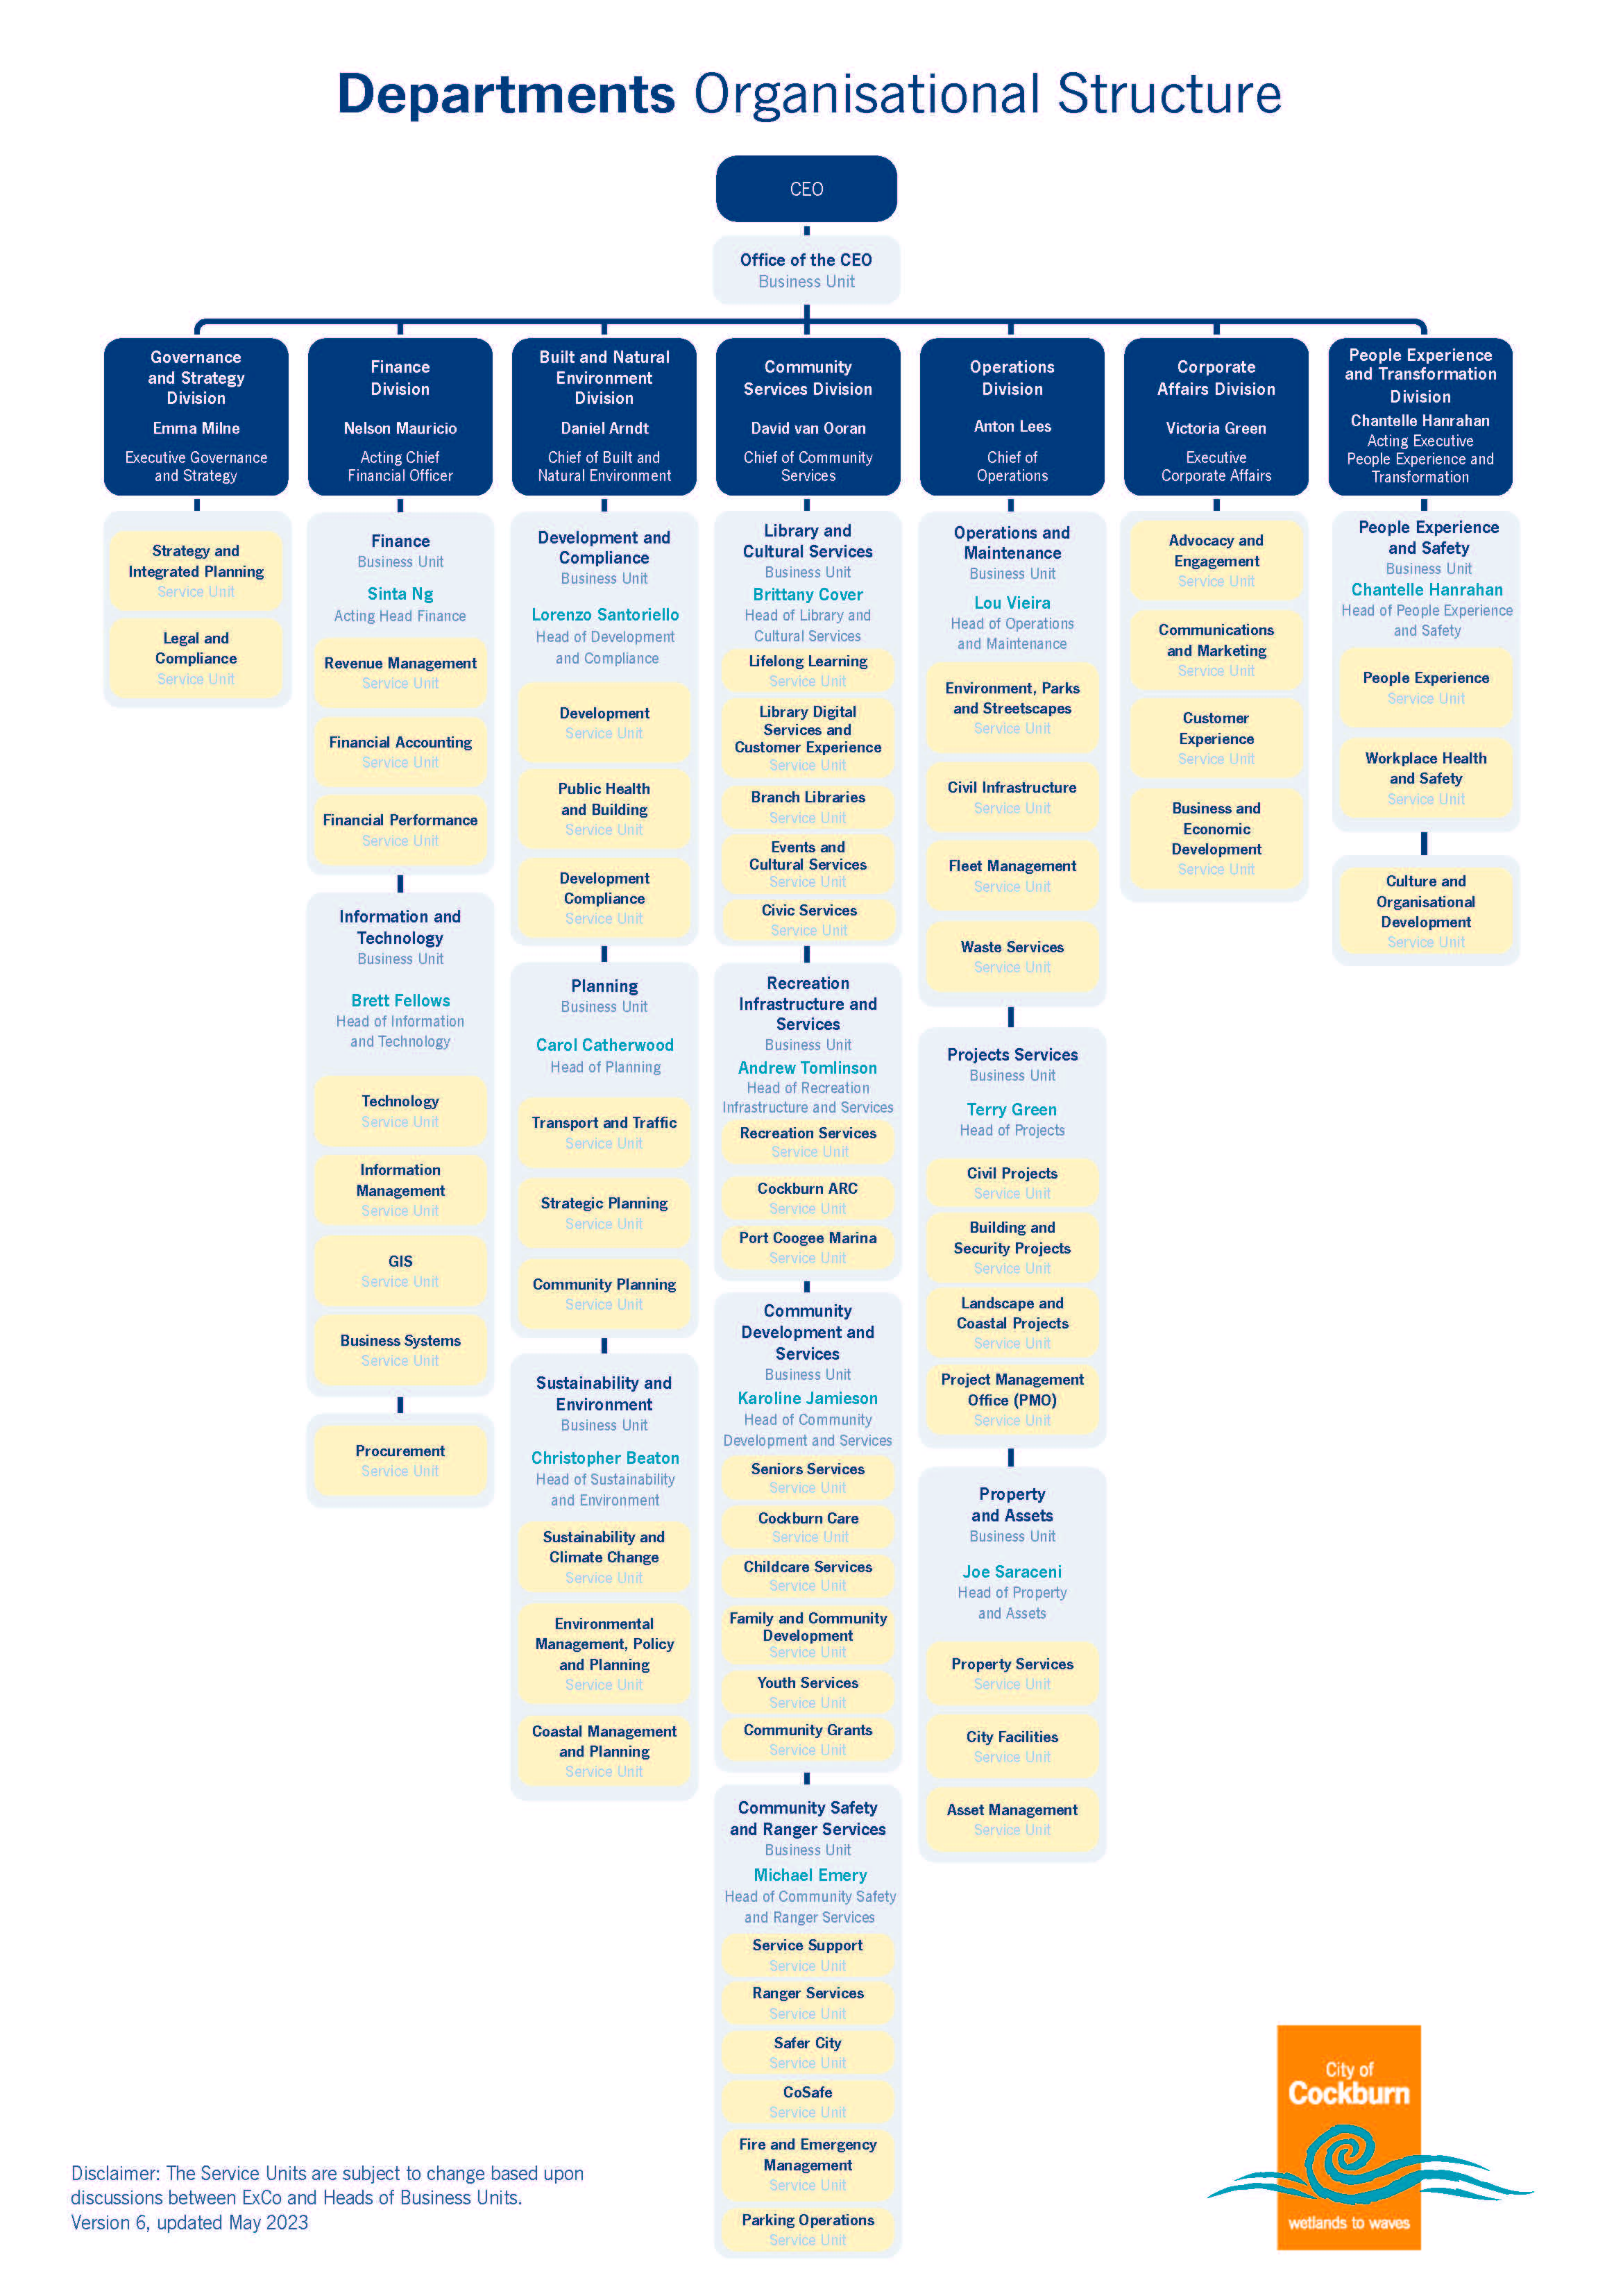 Departments Organisational Structure
CEO
Office of the CEO
Business Unit
Governance
and Strategy
Division
Emma Milne
Executive Governance
and Strategy
Strategy and
Integrated Planning
Service Unit
Legal and
Compliance
Service Unit
Finance
Division
Nelson Mauricio
Acting Chief
Financial Officer
Finance
Business Unit
Sinta Ng
Acting Head Finance
Revenue Management
Service Unit
Financial Accounting
Service Unit
Financial Performance
Service Unit
Information and
Technology
Business Unit
Brett Fellows
Head of Information
and Technology
Technology
Service Unit
Information
Management
Service Unit
GIS
Service Unit
Business Systems
Service Unit
Procurement
Service Unit
Built and Natural
Environment
Division
Daniel Arndt
Chief of Built and
Natural Environment
Development and
Compliance
Business Unit
Lorenzo Santoriello
Head of Development
and Compliance
Development
Service Unit
Public Health
and Building
Service Unit
Development
Compliance
Service Unit
Planning
Business Unit
Carol Catherwood
Head of Planning
Transport and Traffic
Service Unit
Strategic Planning
Service Unit
Community Planning
Service Unit
Sustainability and
Environment
Business Unit
Christopher Beaton
Head of Sustainability
and Environment
Sustainability and
Climate Change
Service Unit
Environmental
Management, Policy
and Planning
Service Unit
Coastal Management
and Planning
Service Unit
Community
Services Division
David van Ooran
Chief of Community
Services
Library and
Cultural Services
Business Unit
Brittany Cover
Head of Library and
Cultural Services
Lifelong Learning
Service Unit
Library Digital
Services and
Customer Experience
Service Unit
Branch Libraries
Service Unit
Events and
Cultural Services
Service Unit
Civic Services
Service Unit
Recreation
Infrastructure and
Services
Business Unit
Andrew Tomlinson
Head of Recreation
Infrastructure and Services
Recreation Services
Service Unit
Cockburn ARC
Service Unit
Port Coogee Marina
Service Unit
Community
Development and
Services
Business Unit
Karoline Jamieson
Head of Community
Development and Services
Seniors Services
Service Unit
Cockburn Care
Service Unit
Childcare Services
Service Unit
Family and Community
Development
Service Unit
Youth Services
Service Unit
Community Grants
Service Unit
Community Safety
and Ranger Services
Business Unit
Michael Emery
Head of Community Safety
and Ranger Services
Service Support
Service Unit
Ranger Services
Service Unit
Safer City
Service Unit
CoSafe
Service Unit
Fire and Emergency
Management
Service Unit
Parking Operations
Service Unit
Operations
Division
Anton Lees
Chief of
Operations
Operations and
Maintenance
Business Unit
Lou Vieira
Head of Operations
and Maintenance
Environment, Parks
and Streetscapes
Service Unit
Civil Infrastructure
Service Unit
Fleet Management
Service Unit
Waste Services
Service Unit
Projects Services
Business Unit
Terry Green
Head of Projects
Civil Projects
Service Unit
Building and
Security Projects
Service Unit
Landscape and
Coastal Projects
Service Unit
Project Management
Office (PMO)
Service Unit
Property
and Assets
Business Unit
Joe Saraceni
Head of Property
and Assets
Property Services
Service Unit
City Facilities
Service Unit
Asset Management
Service Unit
Corporate
Affairs Division
Victoria Green
Executive
Corporate Affairs
Advocacy and
Engagement
Service Unit
Communications
and Marketing
Service Unit
Customer
Experience
Service Unit
Business and
Economic
Development
Service Unit
People Experience
and Transformation
Division
Chantelle Hanrahan
Acting Executive
People Experience and
Transformation
People Experience
and Safety
Business Unit
Chantelle Hanrahan
Head of People Experience
and Safety
People Experience
Service Unit
Workplace Health
and Safety
Service Unit
Culture and
Organisational
Development
Service Unit
Disclaimer: The Service Units are subject to change based upon
discussions between ExCo and Heads of Business Units.
Version 6, updated May 2023
City of
Cockburn
wetlands to waves